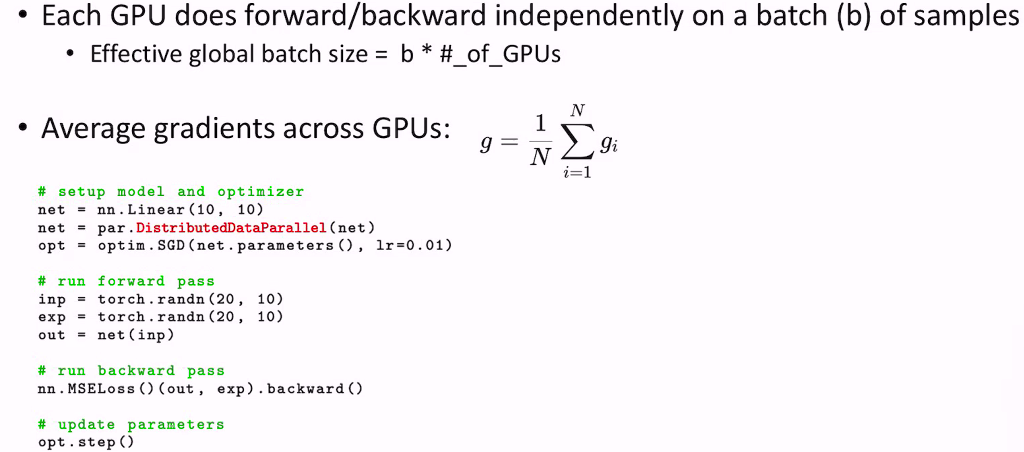 • Each GPU does forward/backward independently on a batch (b) of samples
• Effective global batch size = b * #_of_GPUs
• Average gradients across GPUs: g = \frac{1}{N} \sum_{i=1}^{N} g_i
# setup model and optimizer
net = nn.Linear(10, 10)
net = par.DistributedDataParallel(net)
opt = optim.SGD(net.parameters(), lr=0.01)
# run forward pass
inp = torch.randn(20, 10)
exp = torch.randn(20, 10)
out = net(inp)
# run backward pass
nn.MSELoss()(out, exp).backward()
# update parameters
opt.step()